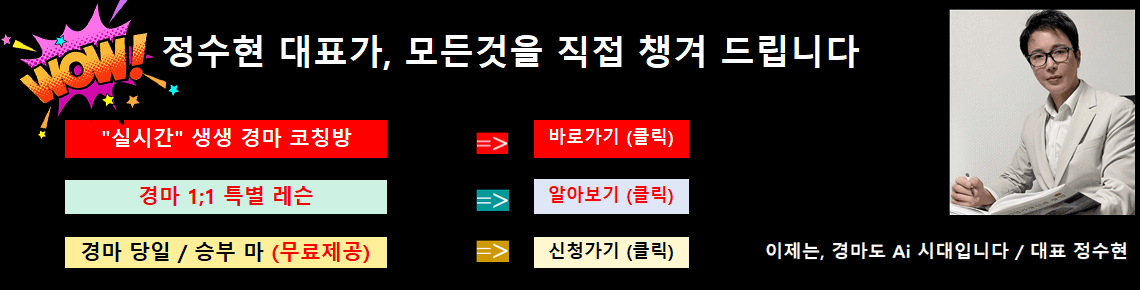 WOW!
정수현 대표가, 모든것을 직접 챙겨 드립니다
"실시간" 생생 경마 코칭방 => 바로가기 (클릭)
경마 1;1 특별 레슨 => 알아보기 (클릭)
경마 당일 / 승부 마 (무료제공) => 신청가기 (클릭)
이제는, 경마도 Ai 시대입니다 / 대표 정수현